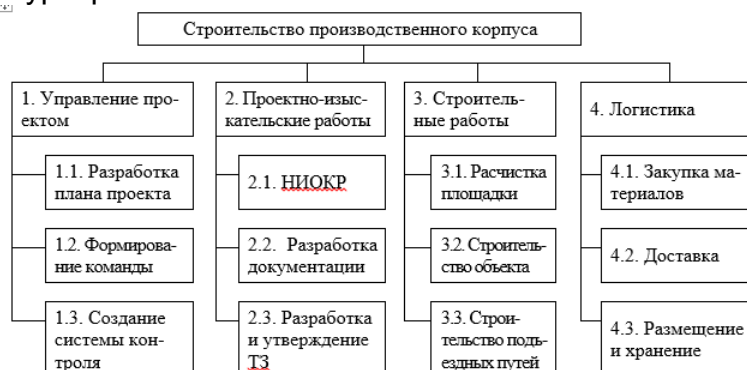 Строительство производственного корпуса
1. Управление про-
ектом
2. Проектно-изыс-
кательские работы
3. Строитель-
ные работы
4. Логистика
1.1. Разработка
плана проекта
2.1. НИОКР
3.1. Расчистка
площадки
4.1. Закупка ма-
териалов
1.2. Формирова-
ние команды
2.2. Разработка
документации
3.2. Строитель-
ство объекта
4.2. Доставка
1.3. Создание
системы кон-
троля
2.3. Разработка
и утверждение
ТЗ
3.3. Строи-
тельство подъ-
ездных путей
4.3. Размещение
и хранение